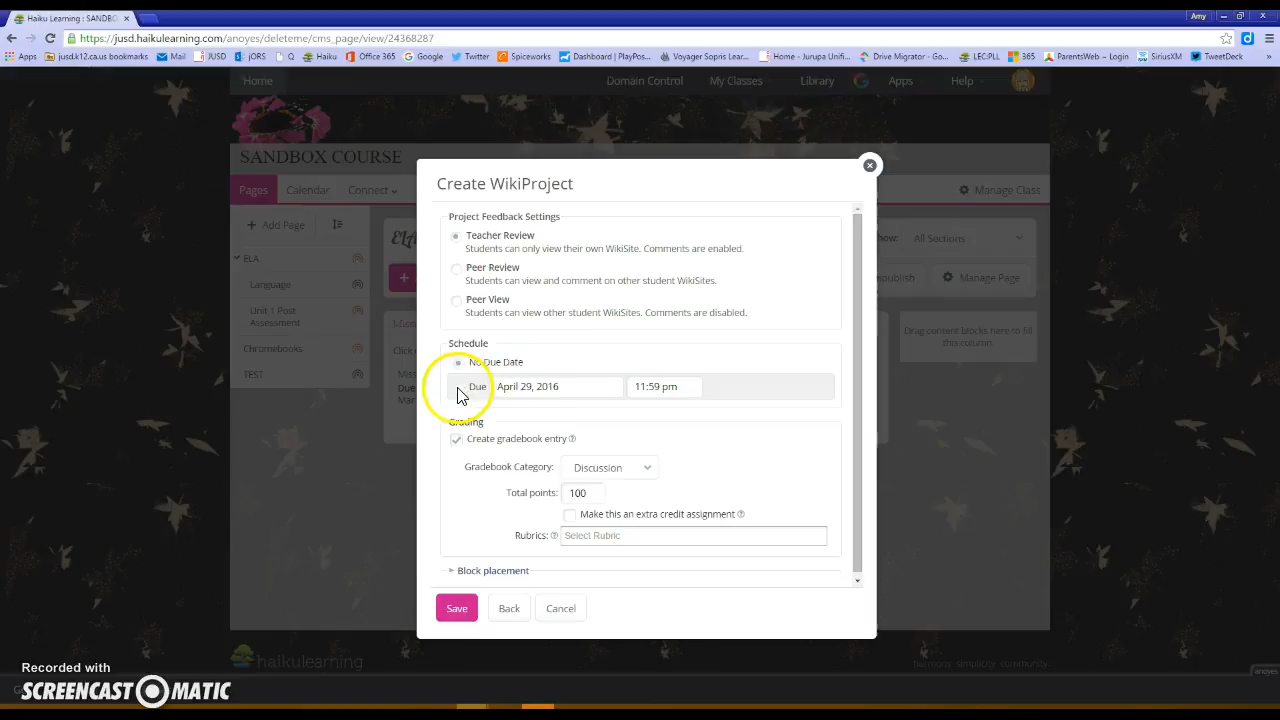 Haiku Learning : SANDBO
Amy
https://jusd.haikulearning.com/anoyes/deleteme/cms_page/view/24368287
Apps jusd.k12.ca.us bookmarks Mail JUSD jORS Q Haiku Office 365 Google Twitter Spiceworks Dashboard | PlayPos... Voyager Sopris Lear... Home - Jurupa Unifi... Drive Migrator - Go... LEC:PLL 365 ParentsWeb ~ Login SiriusXM TweetDeck »
Home Domain Control My Classes Library Apps Help
SANDBOX COURSE
Pages Calendar Connect Manage Class
+ Add Page
ELA
Language
Unit 1 Post
Assessment
Chromebooks
TEST
ELA
Show: All Sections
Manage Page
Drag content blocks here to fill
this column.
Create WikiProject
Project Feedback Settings
Teacher Review
Students can only view their own WikiSite. Comments are enabled.
Peer Review
Students can view and comment on other student WikiSites.
Peer View
Students can view other student WikiSites. Comments are disabled.
Schedule
No Due Date
Due April 29, 2016 11:59 pm
Grading
Create gradebook entry
Gradebook Category: Discussion
Total points: 100
Make this an extra credit assignment
Rubrics: Select Rubric
Block placement
Save Back Cancel
haikulearning
anoyes
Recorded with
SCREENCAST MATIC